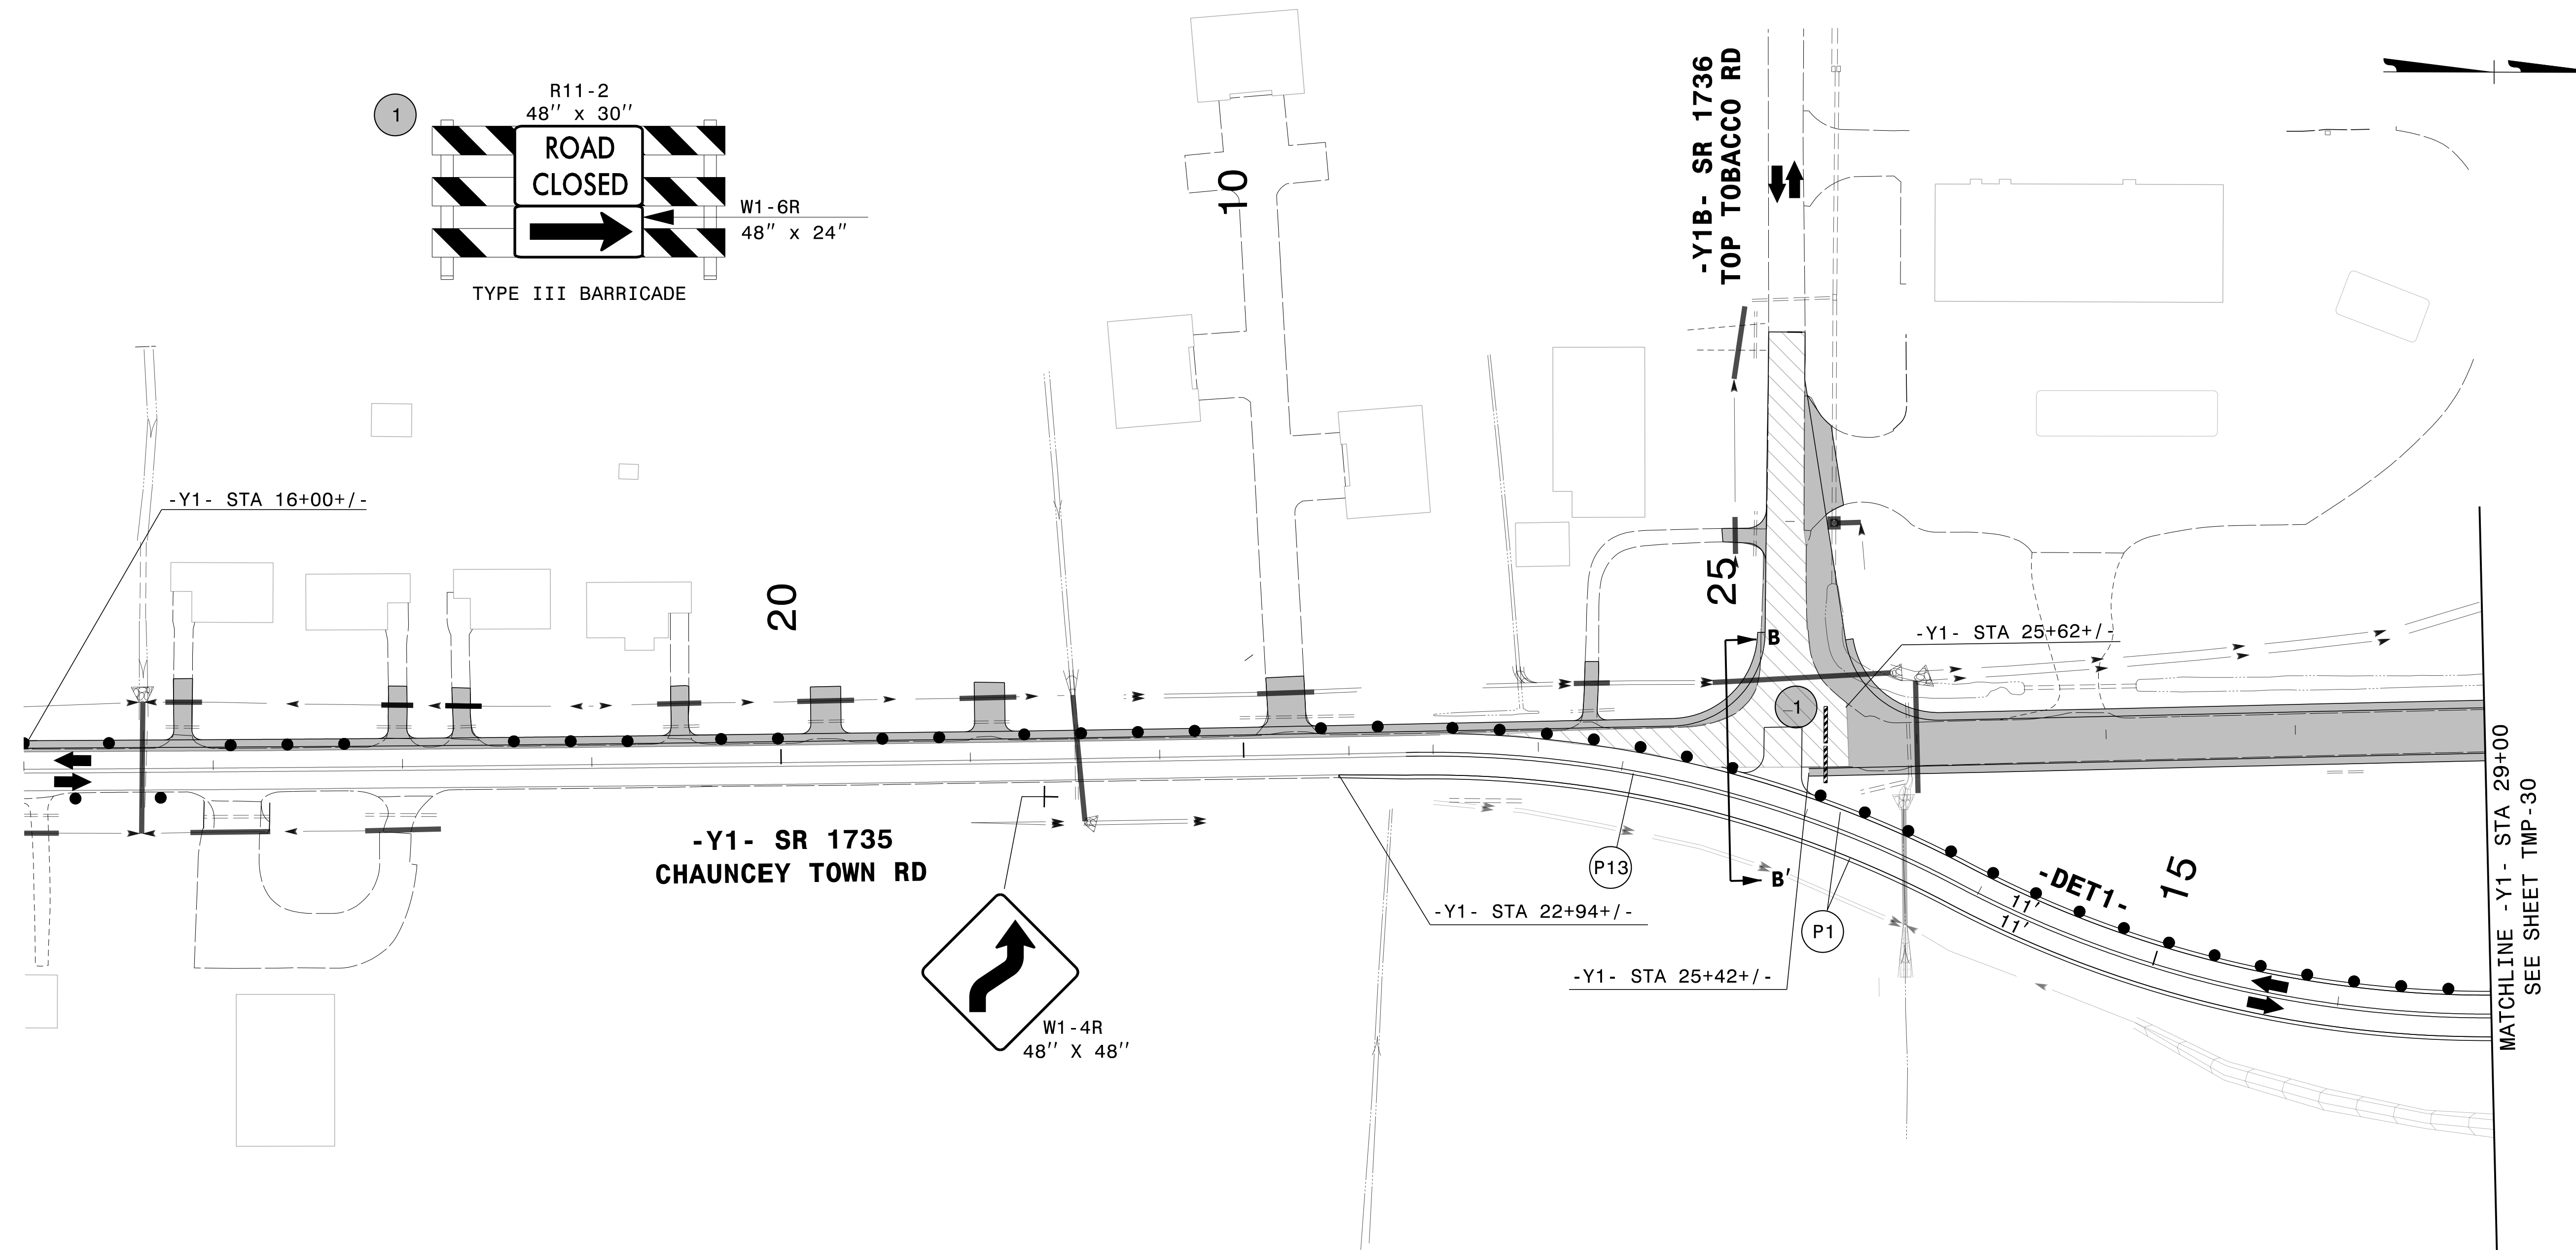 1
R11-2
48″ x 30″
ROAD
CLOSED
W1-6R
48″ x 24″
TYPE III BARRICADE
10
-Y1B- SR 1736
TOP TOBACCO RD
-Y1- STA 16+00+/-
20
25
B
-Y1- STA 25+62+/-
1
-Y1- SR 1735
CHAUNCEY TOWN RD
P13
B'
-DET1-
15
11'
11'
P1
-Y1- STA 22+94+/-
-Y1- STA 25+42+/-
W1-4R
48″ X 48″
MATCHLINE -Y1- STA 29+00
SEE SHEET TMP-30